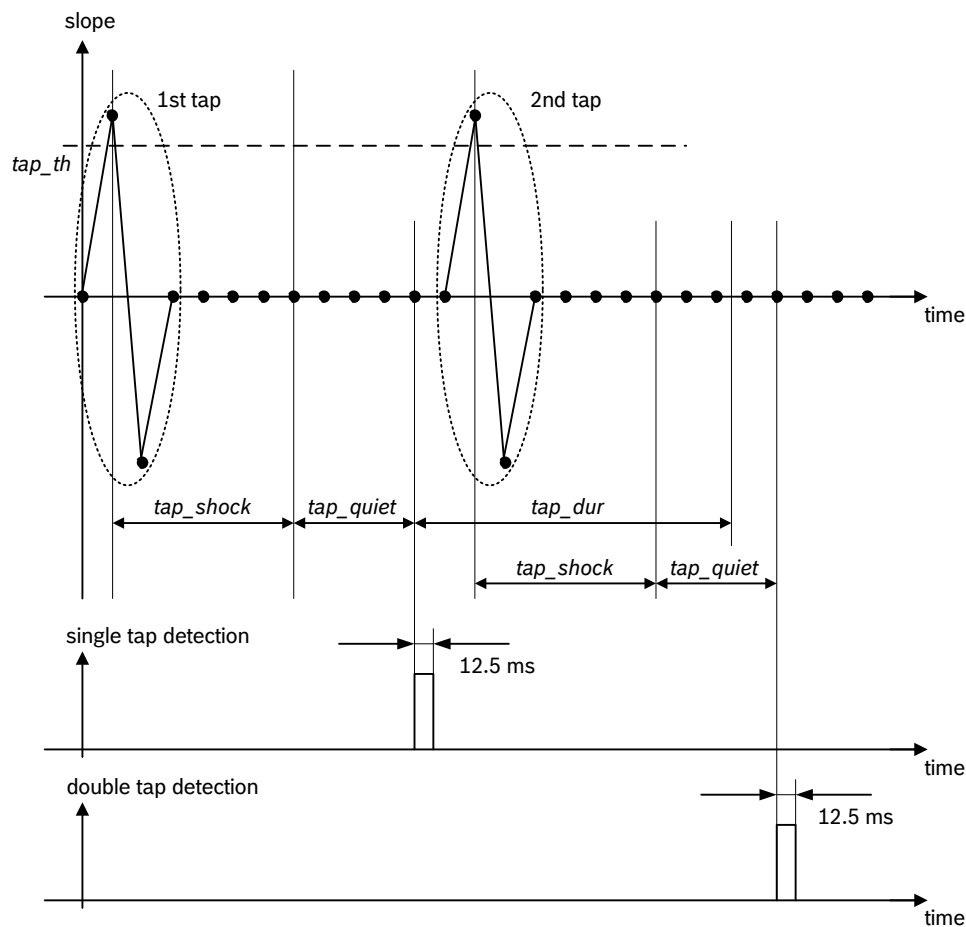 slope
1st tap
2nd tap
tap_th
time
tap_shock
tap_quiet
tap_dur
tap_shock
tap_quiet
single tap detection
12.5 ms
time
double tap detection
12.5 ms
time